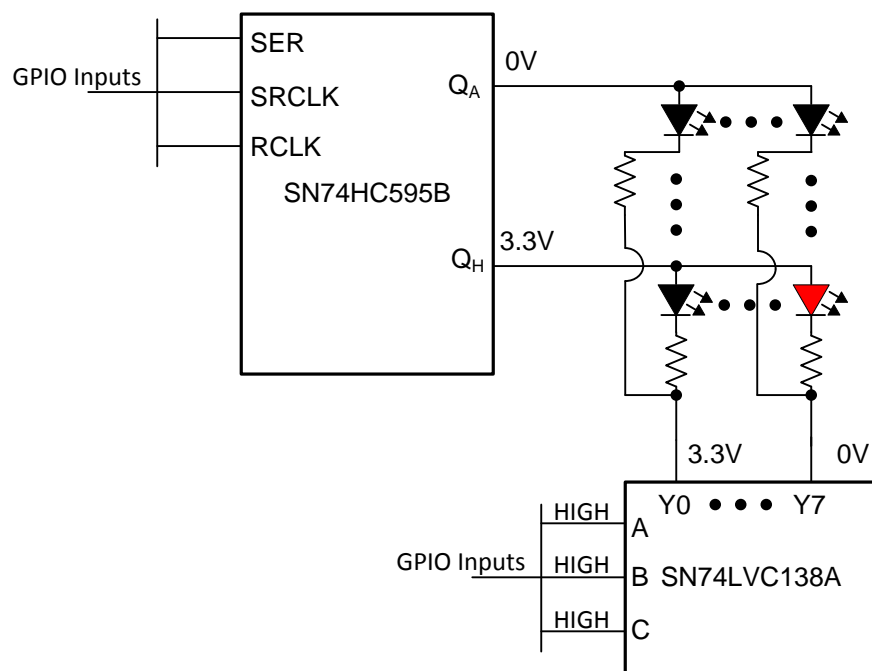 SER
0V
GPIO Inputs
SRCLK
QA
RCLK
SN74HC595B
3.3V
QH
3.3V
0V
HIGH
Y0
Y7
A
GPIO Inputs
HIGH
B
SN74LVC138A
HIGH
C